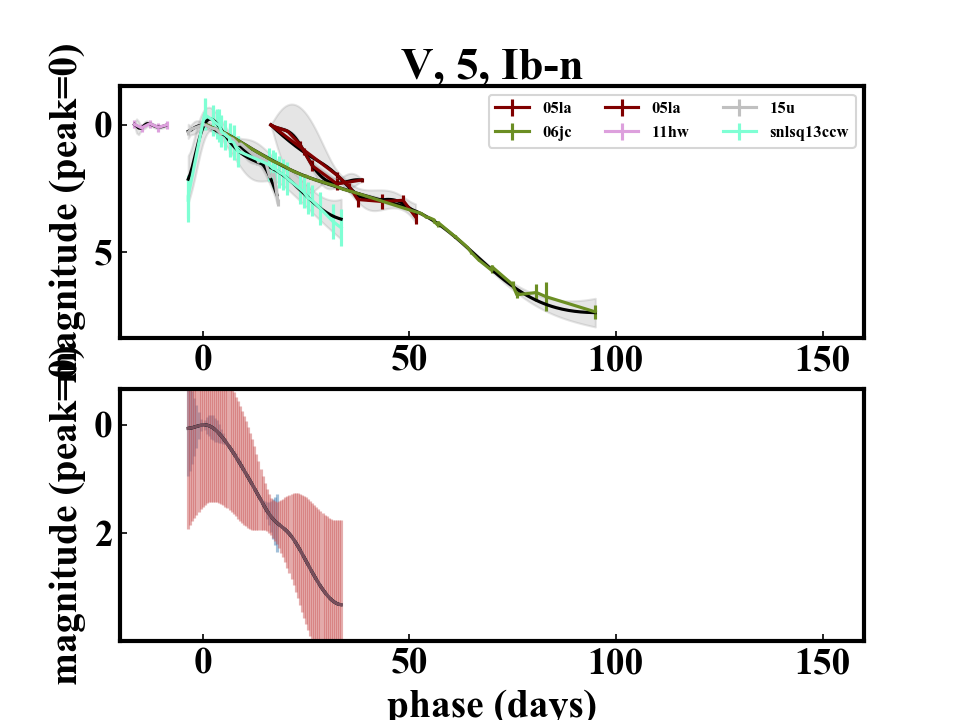 V, 5, Ib-n
magnitude (peak=0)
0
5
05la 05la 15u
06jc 11hw snlsq13ccw
0 50 100 150
magnitude (peak=0)
0
2
0 50 100 150
phase (days)